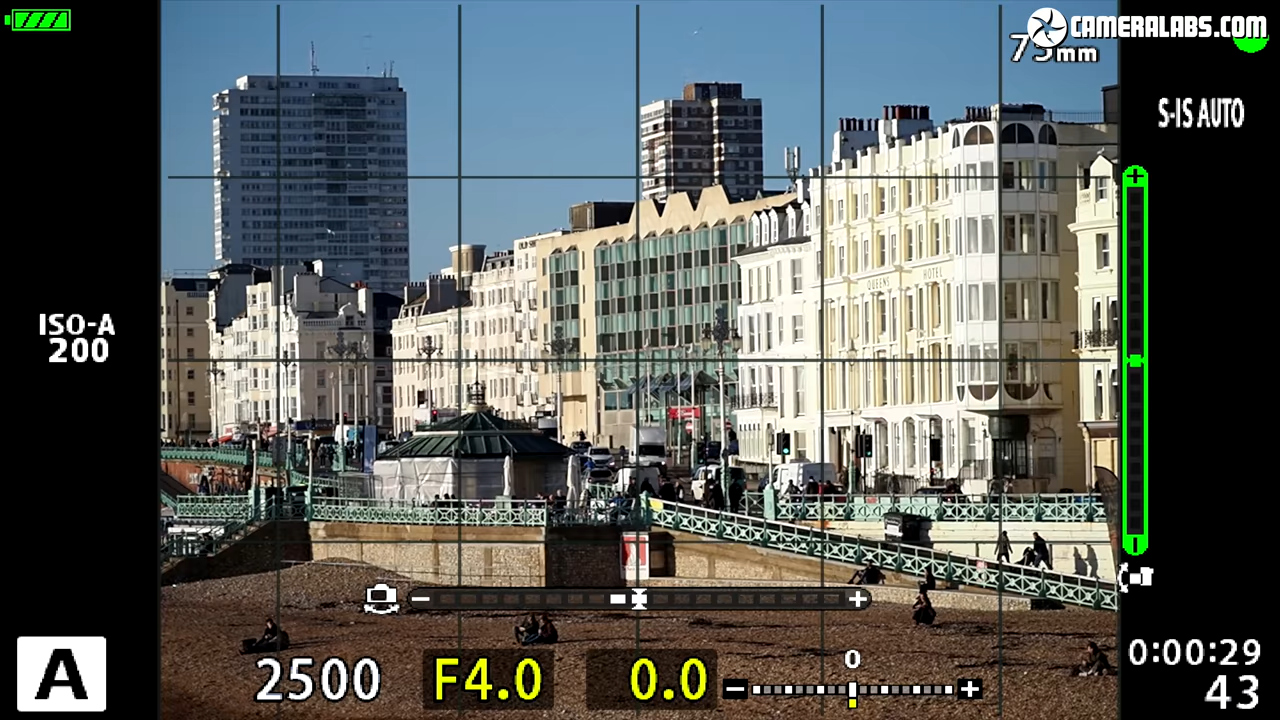 CAMERALABS.COM
75mm
S-IS AUTO
HOTEL
QUEENS
ISO-A
200
0
A
2500
F4.0
0.0
0:00:29
43